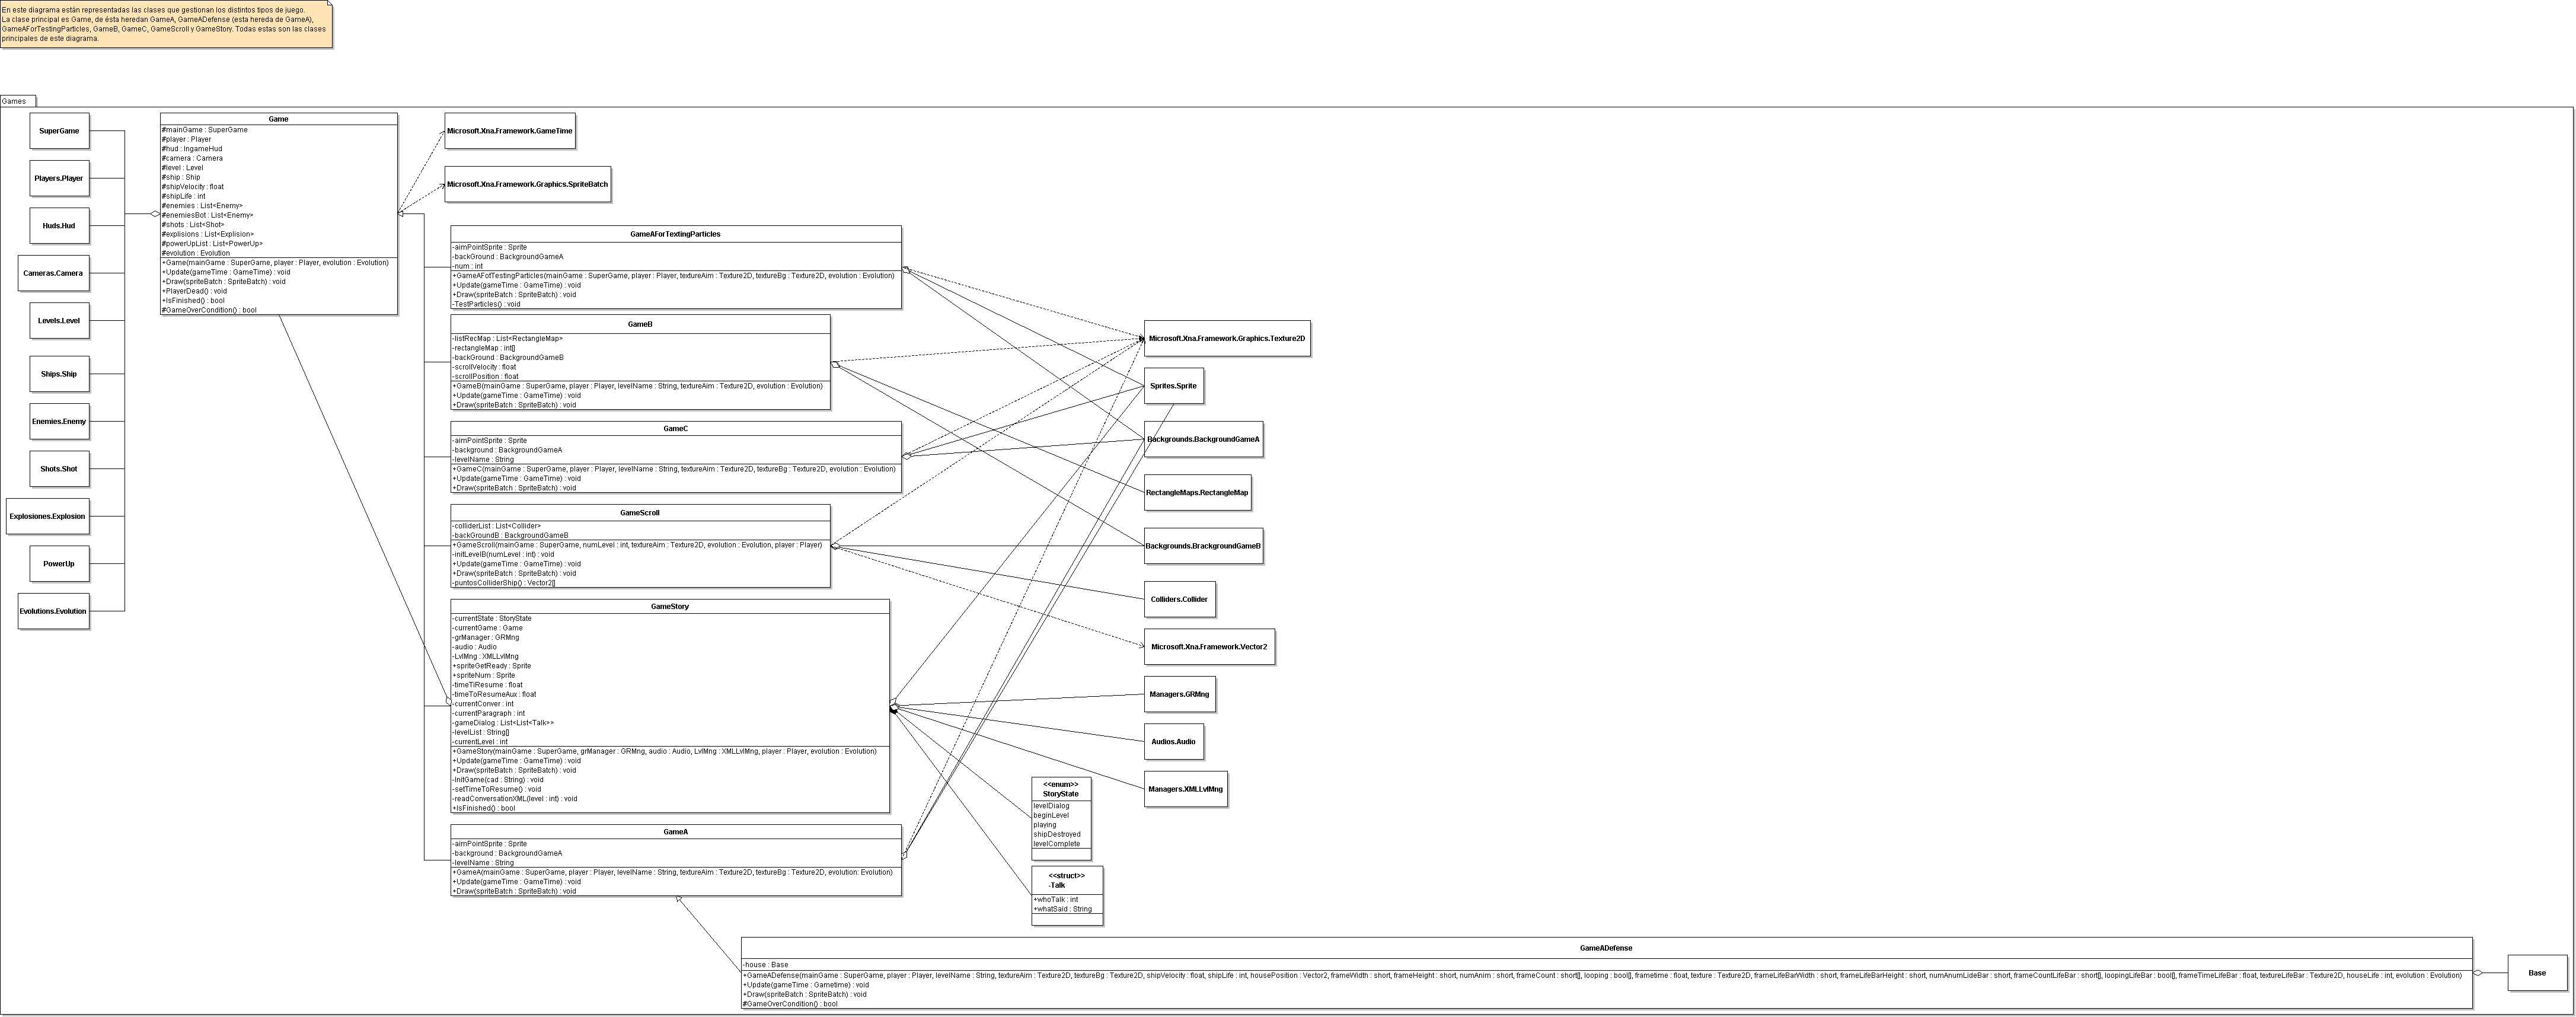 En este diagrama están representadas las clases que gestionan los distintos tipos de juego.
La clase principal es Game, de ésta heredan GameA, GameADefense (esta hereda de GameA),
GameAForTestingParticles, GameB, GameC, GameScroll y GameStory. Todas estas son las clases
principales de este diagrama.
Games
SuperGame
Players.Player
Huds.Hud
Cameras.Camera
Levels.Level
Ships.Ship
Enemies.Enemy
Shots.Shot
Explosiones.Explosion
PowerUp
Evolutions.Evolution
Game
#mainGame : SuperGame
#player : Player
#hud : IngameHud
#camera : Camera
#level : Level
#ship : Ship
#shipVelocity : float
#shipLife : int
#enemies : List<Enemy>
#enemiesBot : List<Enemy>
#shots : List<Shot>
#explisions : List<Explision>
#powerUpList : List<PowerUp>
#evolution : Evolution
+Game(mainGame : SuperGame, player : Player, evolution : Evolution)
+Update(gameTime : GameTime) : void
+Draw(spriteBatch : SpriteBatch) : void
+PlayerDead() : void
+IsFinished() : bool
#GameOverCondition() : bool
Microsoft.Xna.Framework.GameTime
Microsoft.Xna.Framework.Graphics.SpriteBatch
GameAForTextingParticles
-aimPointSprite : Sprite
-backGround : BackgroundGameA
-num : int
+GameAFotTestingParticles(mainGame : SuperGame, player : Player, textureAim : Texture2D, textureBg : Texture2D, evolution : Evolution)
+Update(gameTime : GameTime) : void
+Draw(spriteBatch : SpriteBatch) : void
-TestParticles() : void
GameB
-listRecMap : List<RectangleMap>
-rectangleMap : int[]
-backGround : BackgroundGameB
-scrollVelocity : float
-scrollPosition : float
+GameB(mainGame : SuperGame, player : Player, levelName : String, textureAim : Texture2D, evolution : Evolution)
+Update(gameTime : GameTime) : void
+Draw(spriteBatch : SpriteBatch) : void
GameC
-aimPointSprite : Sprite
-background : BackgroundGameA
-levelName : String
+GameC(mainGame : SuperGame, player : Player, levelName : String, textureAim : Texture2D, textureBg : Texture2D, evolution : Evolution)
+Update(gameTime : GameTime) : void
+Draw(spriteBatch : SpriteBatch) : void
GameScroll
-colliderList : List<Collider>
-backGroundB : BackgroundGameB
+GameScroll(mainGame : SuperGame, numLevel : int, textureAim : Texture2D, evolution : Evolution, player : Player)
-initLevelB(numLevel : int) : void
+Update(gameTime : GameTime) : void
+Draw(spriteBatch : SpriteBatch) : void
-puntosColliderShip() : Vector2[]
GameStory
-currentState : StoryState
-currentGame : Game
-grManager : GRMng
-audio : Audio
-LvlMng : XMLLvlMng
+spriteGetReady : Sprite
+spriteNum : Sprite
-timeTiResume : float
-timeToResumeAux : float
-currentConver : int
-currentParagraph : int
-gameDialog : List<List<Talk>>
-levelList : String[]
-currentLevel : int
+GameStory(mainGame : SuperGame, grManager : GRMng, audio : Audio, LvlMng : XMLLvlMng, player : Player, evolution : Evolution)
+Update(gameTime : GameTime) : void
+Draw(spriteBatch : SpriteBatch) : void
-InitGame(cad : String) : void
-setTimeToResume() : void
-readConversationXML(level : int) : void
+IsFinished() : bool
GameA
-aimPointSprite : Sprite
-background : BackgroundGameA
-levelName : String
+GameA(mainGame : SuperGame, player : Player, levelName : String, textureAim : Texture2D, textureBg : Texture2D, evolution: Evolution)
+Update(gameTime : GameTime) : void
+Draw(spriteBatch : SpriteBatch) : void
Microsoft.Xna.Framework.Graphics.Texture2D
Sprites.Sprite
Backgrounds.BackgroundGameA
RectangleMaps.RectangleMap
Backgrounds.BrackgroundGameB
Colliders.Collider
Microsoft.Xna.Framework.Vector2
Managers.GRMng
Audios.Audio
Managers.XMLLvlMng
<<enum>>
StoryState
levelDialog
beginLevel
playing
shipDestroyed
levelComplete
<<struct>>
-Talk
+whoTalk : int
+whatSaid : String
GameADefense
-house : Base
+GameADefense(mainGame : SuperGame, player : Player, levelName : String, textureAim : Texture2D, textureBg : Texture2D, shipVelocity : float, shipLife : int, housePosition : Vector2, frameWidth : short, frameHeight : short, numAnim : short, frameCount : short[], looping : bool[], frametime : float, texture : Texture2D, frameLifeBarWidth : short, frameLifeBarHeight : short, numAnumLideBar : short, frameCountLifeBar : short[], loopingLifeBar : bool[], frameTimeLifeBar : float, textureLifeBar : Texture2D, houseLife : int, evolution : Evolution)
+Update(gameTime : Gametime) : void
+Draw(spriteBatch : SpriteBatch) : void
#GameOverCondition() : bool
Base